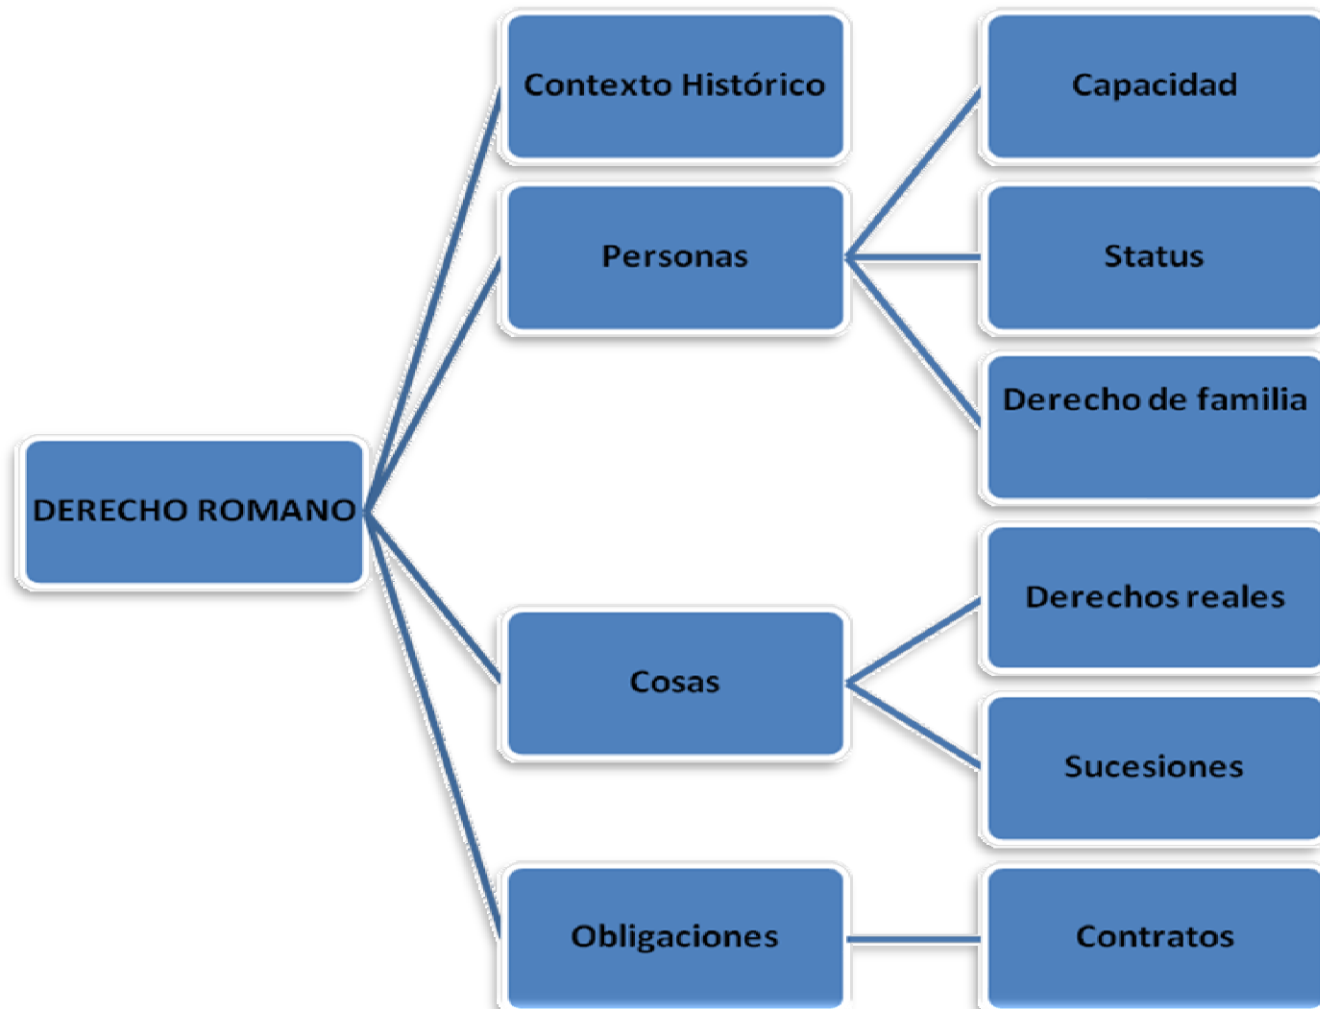 DERECHO ROMANO
Contexto Histórico
Personas
Capacidad
Status
Derecho de familia
Cosas
Derechos reales
Sucesiones
Obligaciones
Contratos